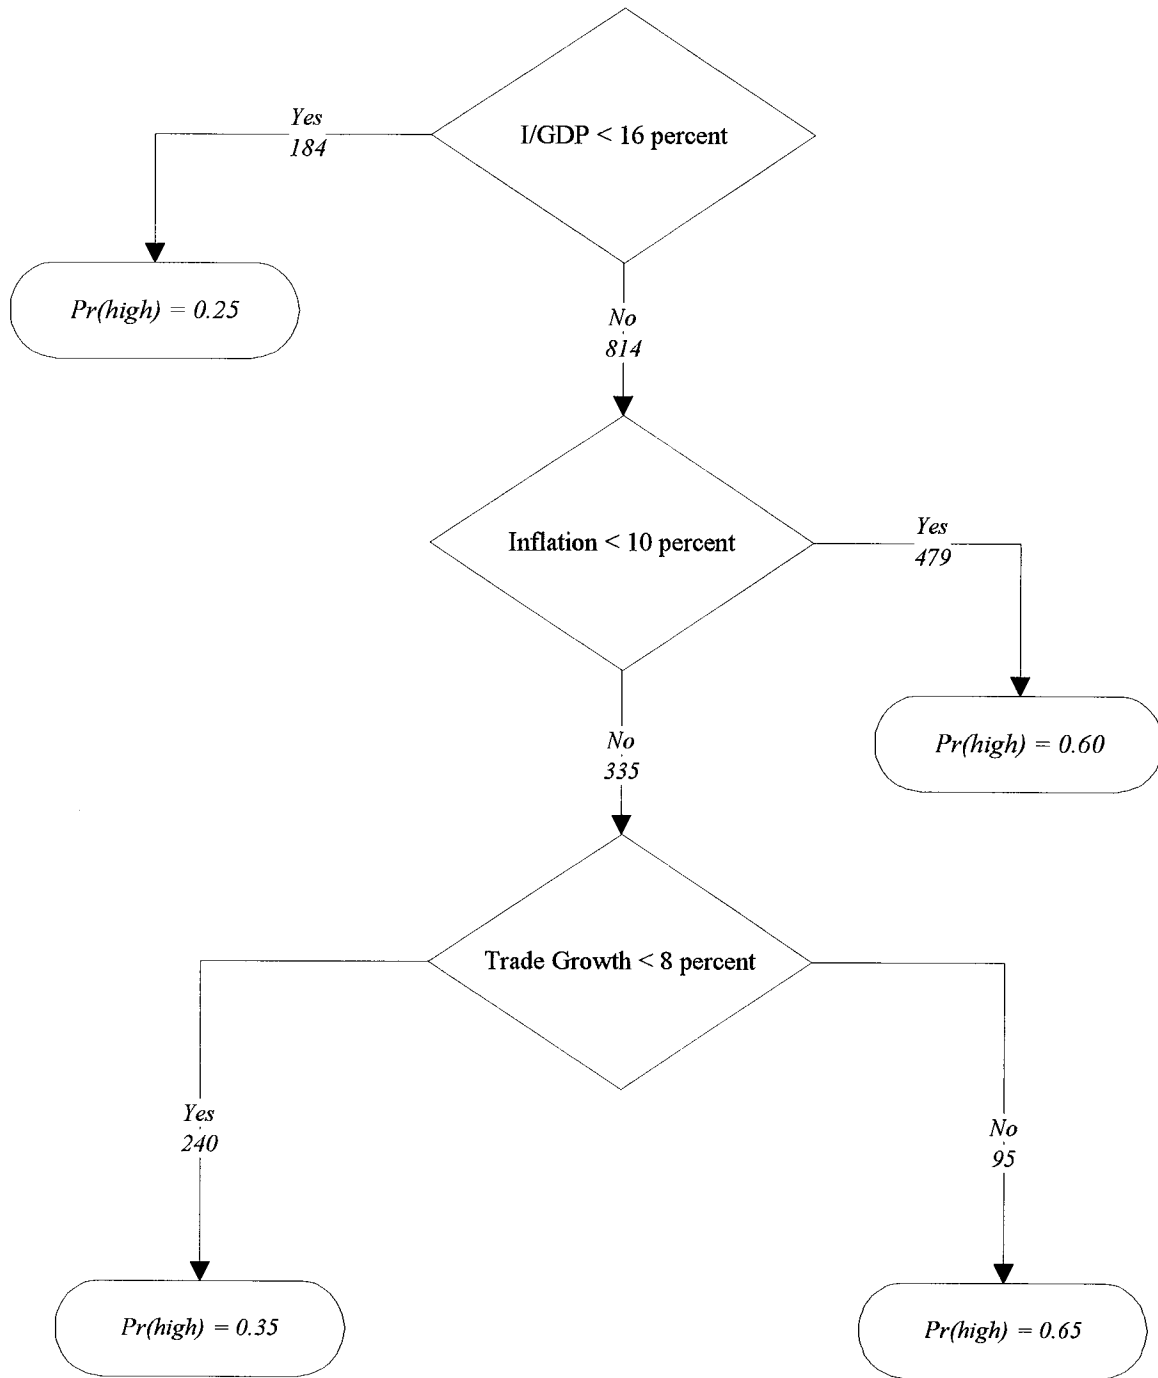 I/GDP < 16 percent
Yes
184
Pr(high) = 0.25
No
814
Inflation < 10 percent
Yes
479
Pr(high) = 0.60
No
335
Trade Growth < 8 percent
Yes
240
No
95
Pr(high) = 0.35
Pr(high) = 0.65